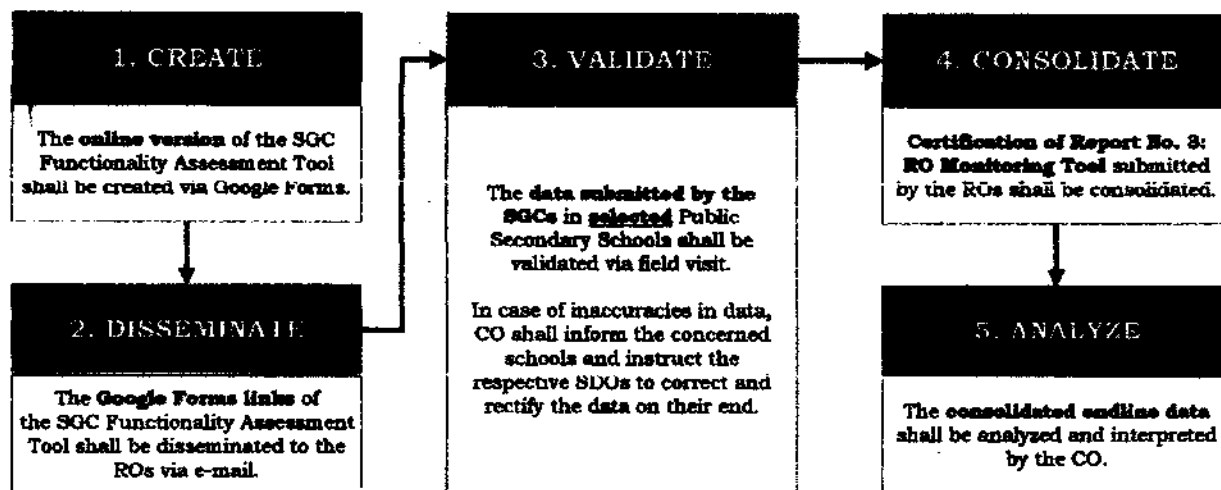 1. CREATE
The online version of the SGC
Functionality Assessment Tool
shall be created via Google Forms.
2. DISSEMINATE
The Google Forms links of
the SGC Functionality Assessment
Tool shall be disseminated to the
ROs via e-mail.
3. VALIDATE
The data submitted by the
SGCs in selected Public
Secondary Schools shall be
validated via field visit.
In case of inaccuracies in data,
CO shall inform the concerned
schools and instruct the
respective SDOs to correct and
rectify the data on their end.
4. CONSOLIDATE
Certification of Report No. 3:
RO Monitoring Tool submitted
by the ROs shall be consolidated.
5. ANALYZE
The consolidated endline data
shall be analyzed and interpreted
by the CO.